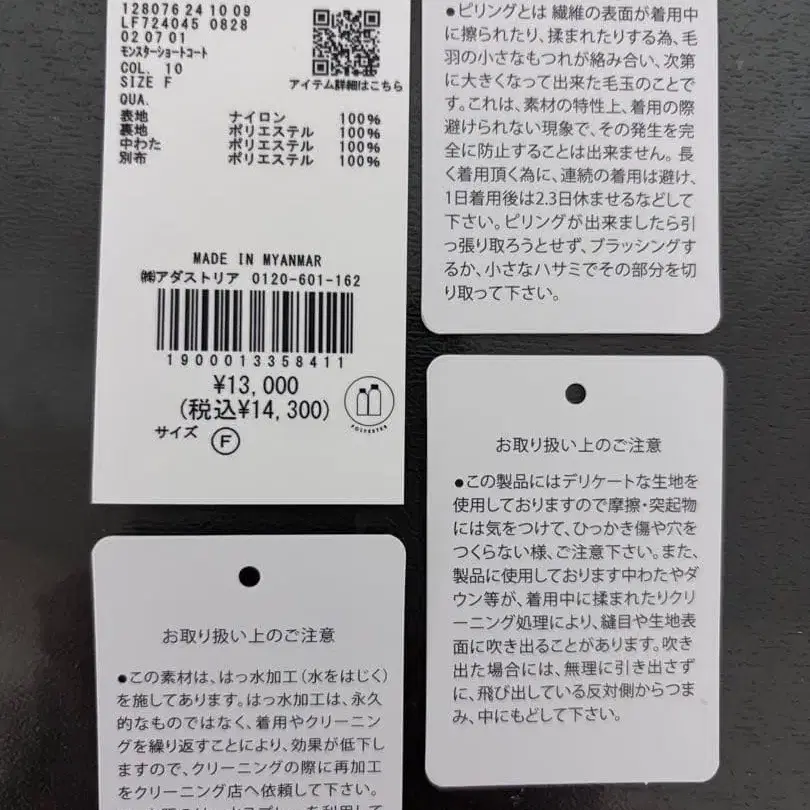 128076 24 10 09
LF724045 0828
02 07 01
モンスターショートコート
COL. 10
SIZE F
QUA.
表地 ナイロン 100%
裏地 ポリエステル 100%
中わた ポリエステル 100%
別布 ポリエステル 100%
アイテム詳細はこちら
MADE IN MYANMAR
㈱アダストリア 0120-601-162
1900013358411
¥13,000
(税込¥14,300)
サイズ F
POLYESTER
●ピリングとは 繊維の表面が着用中
に擦られたり、揉まれたりする為、毛
羽の小さなもつれが絡み合い、次第
に大きくなって出来た毛玉のことで
す。これは、素材の特性上、着用の際
避けられない現象で、その発生を完
全に防止することは出来ません。長
く着用頂く為に、連続の着用は避け、
1日着用後は2.3日休ませるなどして
下さい。ピリングが出来ましたら引
っ張り取ろうとせず、ブラッシングす
るか、小さなハサミでその部分を切
り取って下さい。
お取り扱い上のご注意
●この製品にはデリケートな生地を
使用しておりますので摩擦・突起物
には気をつけて、ひっかき傷や穴を
つくらない様、ご注意下さい。また、
製品に使用しております中わたやダ
ウン等が、着用中に揉まれたりクリ
ーニング処理により、縫目や生地表
面に吹き出ることがあります。吹き
出た場合には、無理に引き出さず
に、飛び出している反対側からつま
み、中にもどして下さい。
お取り扱い上のご注意
●この素材は、はっ水加工(水をはじく)
を施してあります。はっ水加工は、永久
的なものではなく、着用やクリーニン
グを繰り返すことにより、効果が低下し
ますので、クリーニングの際に再加工
をクリーニング店へ依頼して下さい。